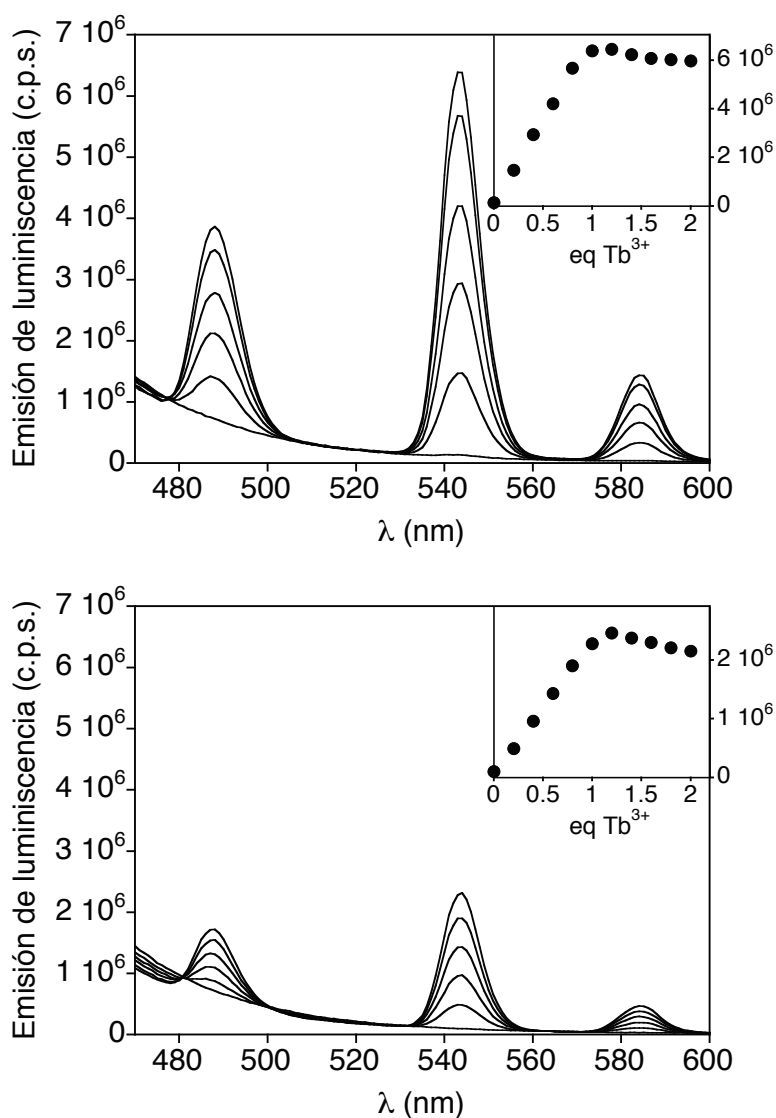 7 10⁶
6 10⁶
5 10⁶
4 10⁶
3 10⁶
2 10⁶
1 10⁶
0
Emisión de luminiscencia (c.p.s.)
480 500 520 540 560 580 600
λ (nm)
6 10⁶
4 10⁶
2 10⁶
0
0 0.5 1 1.5 2
eq Tb³⁺
7 10⁶
6 10⁶
5 10⁶
4 10⁶
3 10⁶
2 10⁶
1 10⁶
0
Emisión de luminiscencia (c.p.s.)
480 500 520 540 560 580 600
λ (nm)
2 10⁶
1 10⁶
0
0 0.5 1 1.5 2
eq Tb³⁺